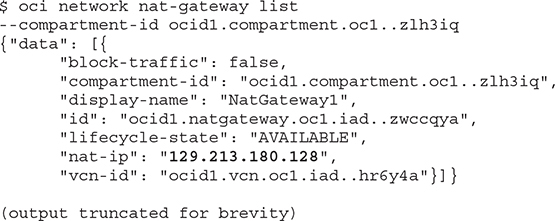 $ oci network nat-gateway list
--compartment-id ocid1.compartment.oc1..zlh3iq
{"data": [{
"block-traffic": false,
"compartment-id": "ocid1.compartment.oc1..zlh3iq",
"display-name": "NatGateway1",
"id": "ocid1.natgateway.oc1.iad..zwccqya",
"lifecycle-state": "AVAILABLE",
"nat-ip": "129.213.180.128",
"vcn-id": "ocid1.vcn.oc1.iad..hr6y4a"}]}
(output truncated for brevity)